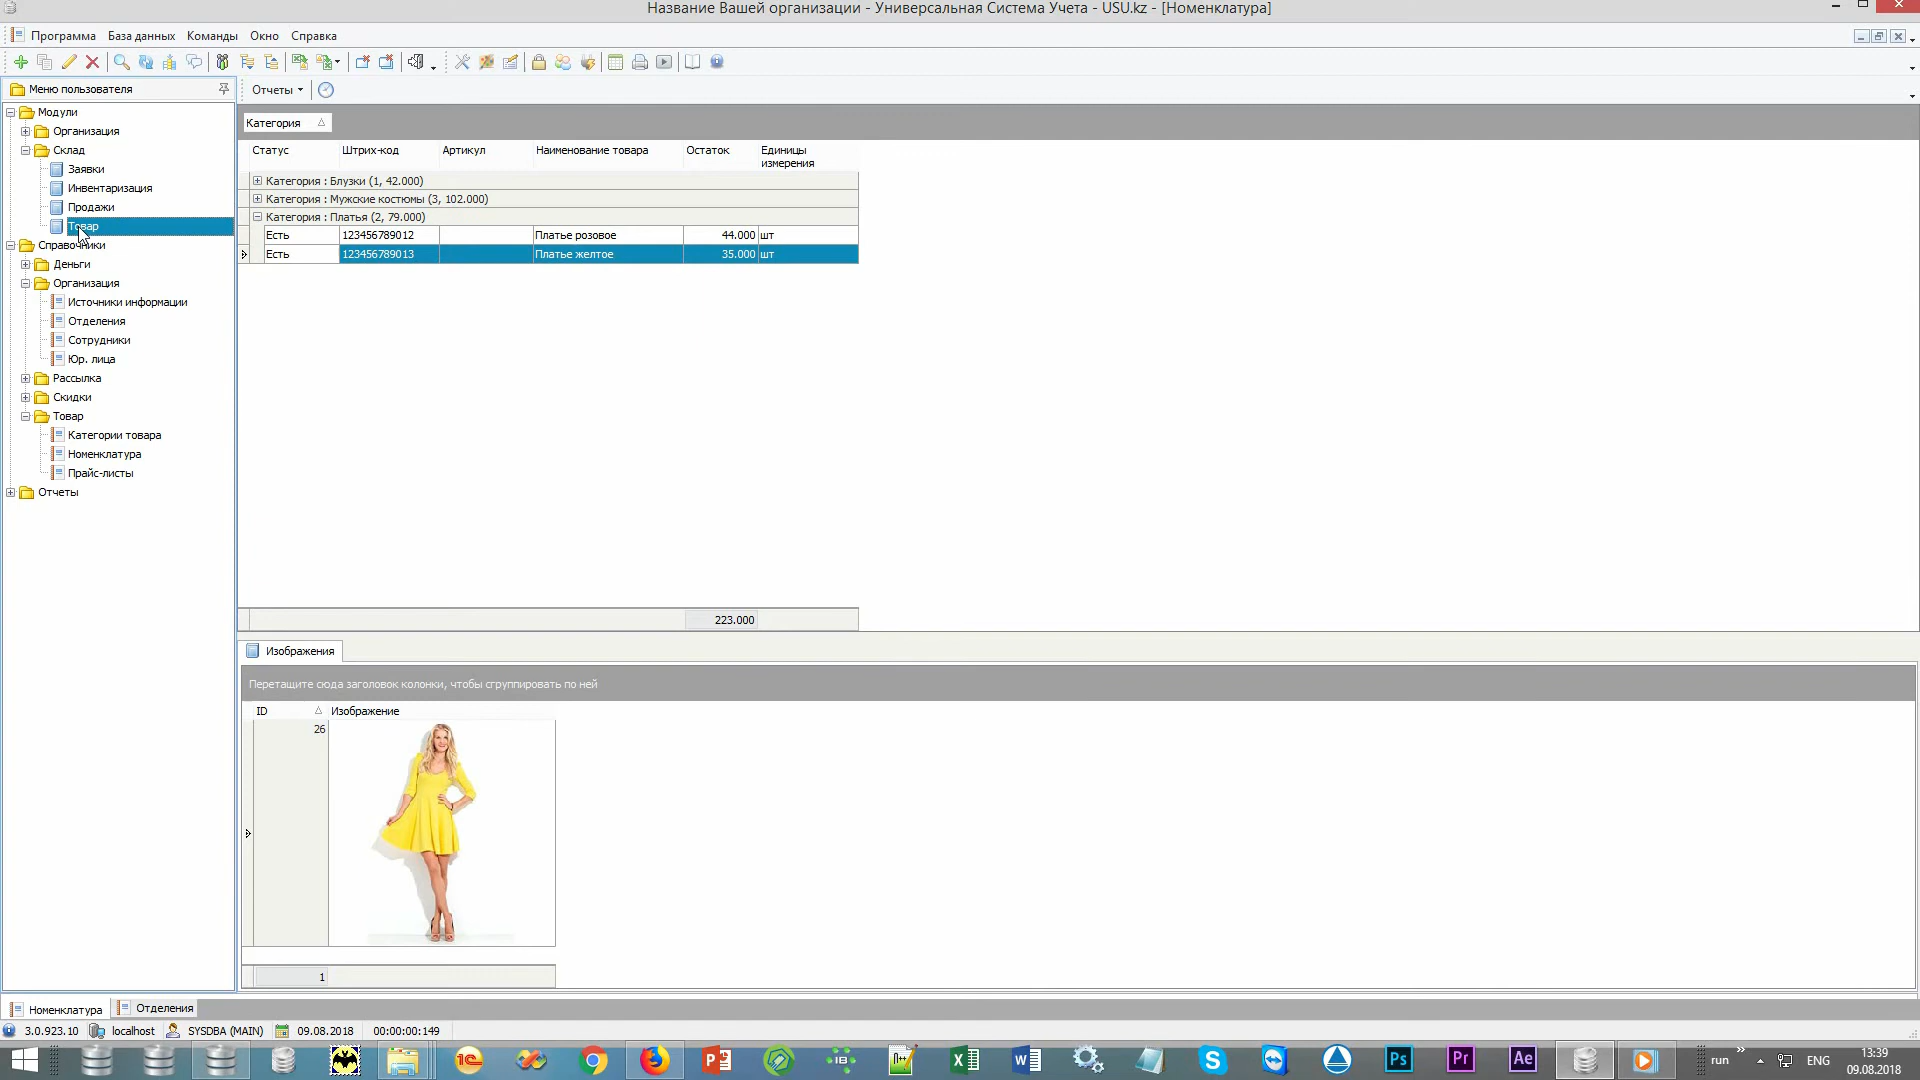 Название Вашей организации - Универсальная Система Учета - USU.kz - [Номенклатура]
Программа База данных Команды Окно Справка
Меню пользователя
Отчеты
Модули
Организация
Склад
Заявки
Инвентаризация
Продажи
Товар
Справочники
Деньги
Организация
Источники информации
Отделения
Сотрудники
Юр. лица
Рассылка
Скидки
Товар
Категории товара
Номенклатура
Прайс-листы
Отчеты
Категория
Статус Штрих-код Артикул Наименование товара Остаток Единицы измерения
Категория : Блузки (1, 42.000)
Категория : Мужские костюмы (3, 102.000)
Категория : Платья (2, 79.000)
Есть 123456789012 Платье розовое 44.000 шт
Есть 123456789013 Платье желтое 35.000 шт
223.000
Изображения
Перетащите сюда заголовок колонки, чтобы сгруппировать по ней
ID Изображение
26
1
Номенклатура Отделения
3.0.923.10 localhost SYSDBA (MAIN) 09.08.2018 00:00:00:149
1С IB n++ Ps Pr Ae run ENG 13:39
09.08.2018